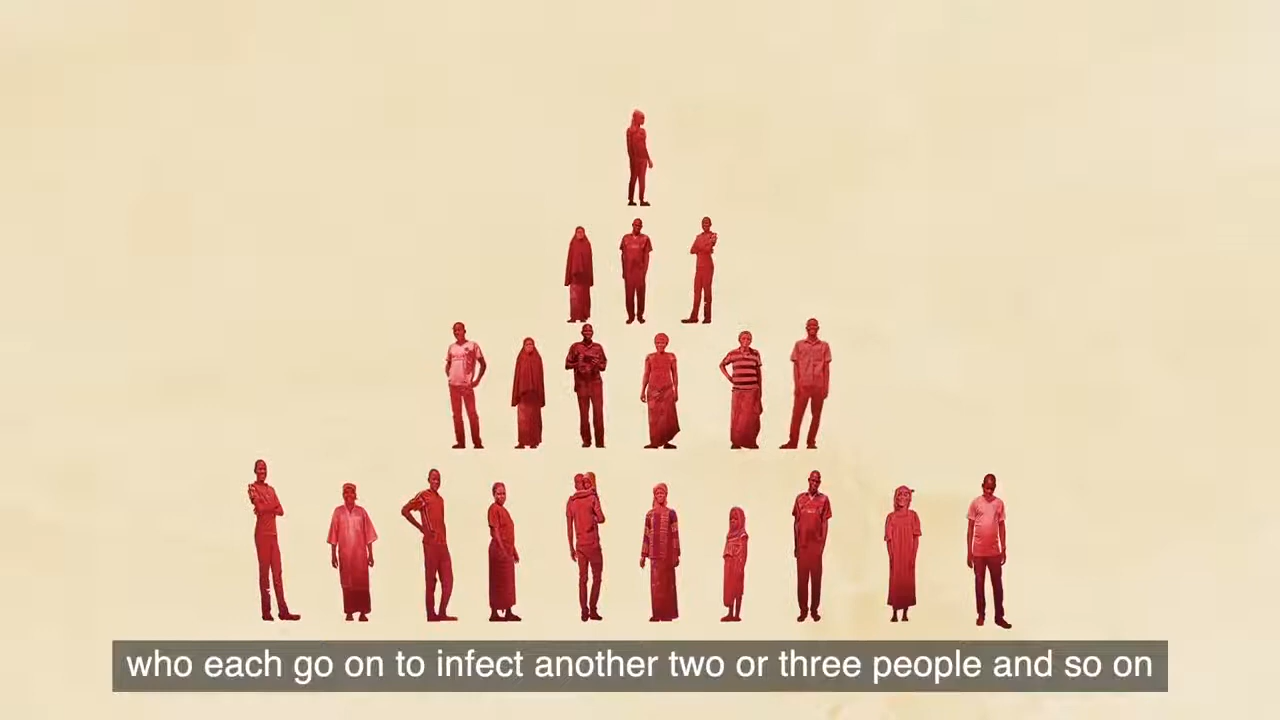 who each go on to infect another two or three people and so on